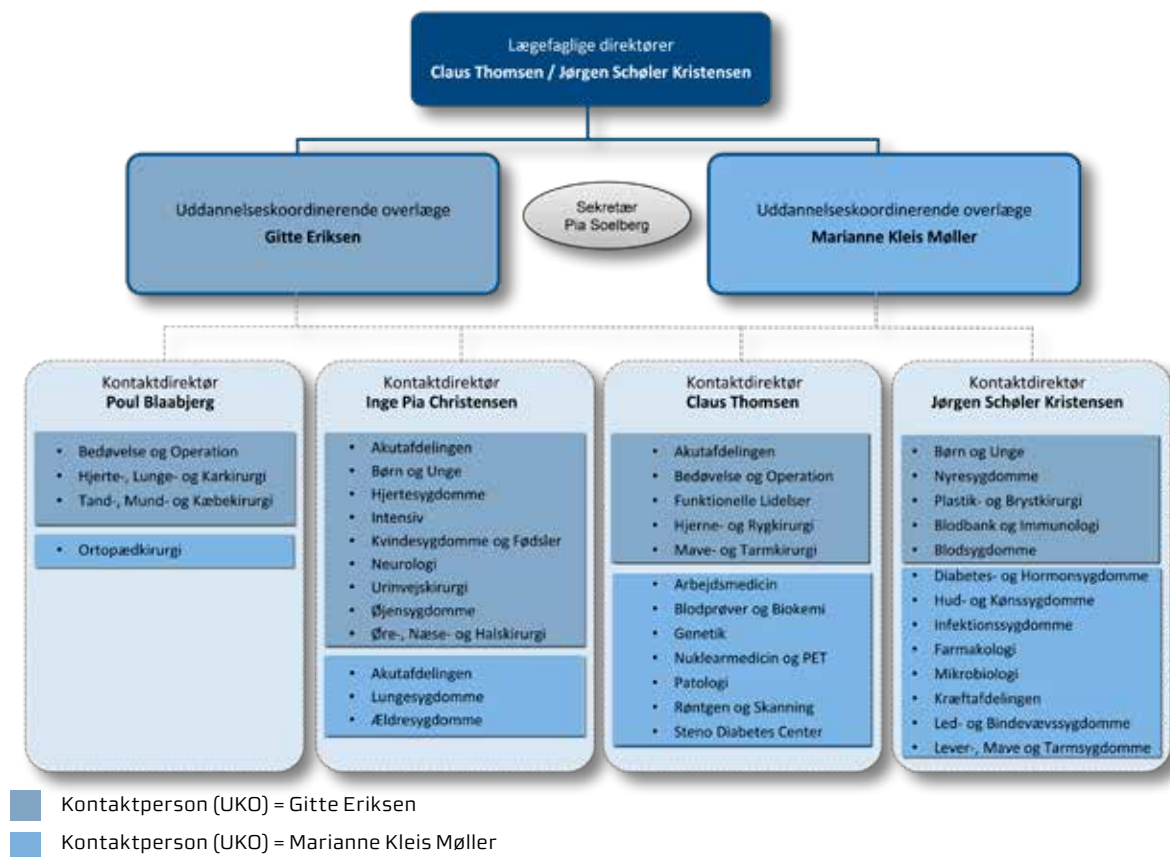 Lægefaglige direktører
Claus Thomsen / Jørgen Schøler Kristensen
Uddannelseskoordinerende overlæge
Gitte Eriksen
Sekretær
Pia Soelberg
Uddannelseskoordinerende overlæge
Marianne Kleis Møller
Kontaktdirektør
Poul Blaabjerg
• Bedøvelse og Operation
• Hjerte-, Lunge- og Karkirurgi
• Tand-, Mund- og Kæbekirurgi
• Ortopædkirurgi
Kontaktdirektør
Inge Pia Christensen
• Akutafdelingen
• Børn og Unge
• Hjertesygdomme
• Intensiv
• Kvindesygdomme og Fødsler
• Neurologi
• Urinvejskirurgi
• Øjensygdomme
• Øre-, Næse- og Halskirurgi
• Akutafdelingen
• Lungesygdomme
• Ældresygdomme
Kontaktdirektør
Claus Thomsen
• Akutafdelingen
• Bedøvelse og Operation
• Funktionelle Lidelser
• Hjerne- og Rygkirurgi
• Mave- og Tarmkirurgi
• Arbejdsmedicin
• Blodprøver og Biokemi
• Genetik
• Nuklearmedicin og PET
• Patologi
• Røntgen og Skanning
• Steno Diabetes Center
Kontaktdirektør
Jørgen Schøler Kristensen
• Børn og Unge
• Nyresygdomme
• Plastik- og Brystkirurgi
• Blodbank og Immunologi
• Blodsygdomme
• Diabetes- og Hormonsygdomme
• Hud- og Kønssygdomme
• Infektionssygdomme
• Farmakologi
• Mikrobiologi
• Kræftafdelingen
• Led- og Bindevævssygdomme
• Lever-, Mave og Tarmsygdomme
Kontaktperson (UKO) = Gitte Eriksen
Kontaktperson (UKO) = Marianne Kleis Møller